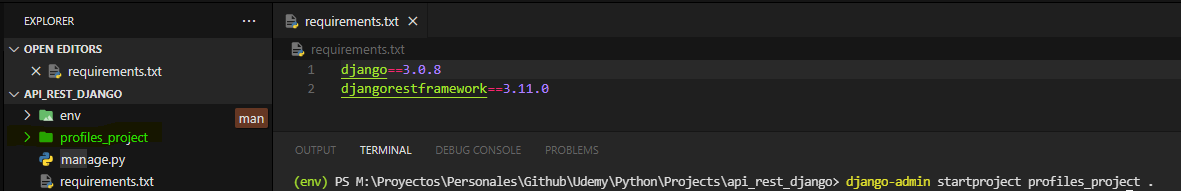 EXPLORER
...
OPEN EDITORS
requirements.txt
API_REST_DJANGO
env
man
profiles_project
manage.py
requirements.txt
requirements.txt
requirements.txt
1 django==3.0.8
2 djangorestframework==3.11.0
OUTPUT TERMINAL DEBUG CONSOLE PROBLEMS
(env) PS M:\Proyectos\Personales\Github\Udemy\Python\Projects\api_rest_django> django-admin startproject profiles_project .